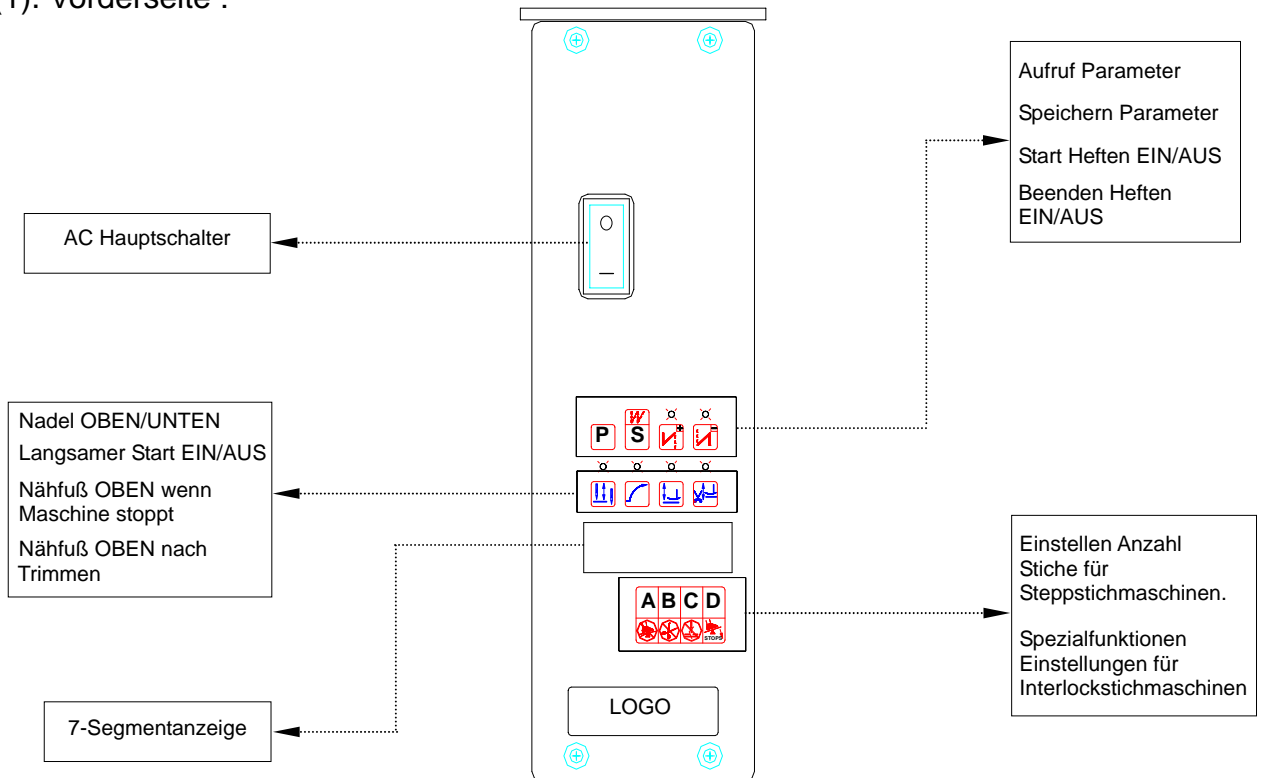 (1). Vorderseite :
Aufruf Parameter
Speichern Parameter
Start Heften EIN/AUS
Beenden Heften
EIN/AUS
AC Hauptschalter
Nadel OBEN/UNTEN
Langsamer Start EIN/AUS
Nähfuß OBEN wenn
Maschine stoppt
Nähfuß OBEN nach
Trimmen
P S
A B C D
STOPS
Einstellen Anzahl
Stiche für
Steppstichmaschinen.
Spezialfunktionen
Einstellungen für
Interlockstichmaschinen
7-Segmentanzeige
LOGO